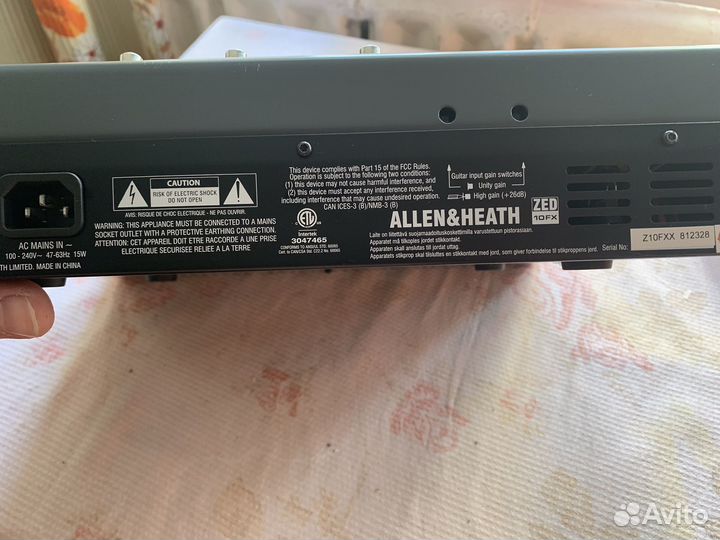 CAUTION
RISK OF ELECTRIC SHOCK
DO NOT OPEN
AVIS: RISQUE DE CHOC ELECTRIQUE - NE PAS OUVRIR.
WARNING: THIS APPLIANCE MUST BE CONNECTED TO A MAINS
SOCKET OUTLET WITH A PROTECTIVE EARTHING CONNECTION.
ATTENTION: CET APPAREIL DOIT ETRE RACCORDE A UNE PRISE
ELECTRIQUE SECURISEE RELIE A LA TERRE
AC MAINS IN ~
100 - 240V~ 47-63Hz 15W
TH LIMITED. MADE IN CHINA
This device complies with Part 15 of the FCC Rules.
Operation is subject to the following two conditions:
(1) this device may not cause harmful interference, and
(2) this device must accept any interference received,
including interference that may cause undesired operation.
CAN ICES-3 (B)/NMB-3 (B)
Intertek
3047465
Guitar input gain switches
Unity gain
High gain (+26dB)
ALLEN&HEATH
ZED
10FX
Laite on liitettävä suojamaadoituskoskettimilla varustettuun pistorasiaan.
Apparatet må tilkoples jordet stikkontakt.
Apparaten skall anslutas till jordat uttag.
Apparatets stikprop skal tilsluttes en stikkontakt med jord, som giver forbindelse til stikproppens jord.
Serial No:
Z10FXX 812328
Avito